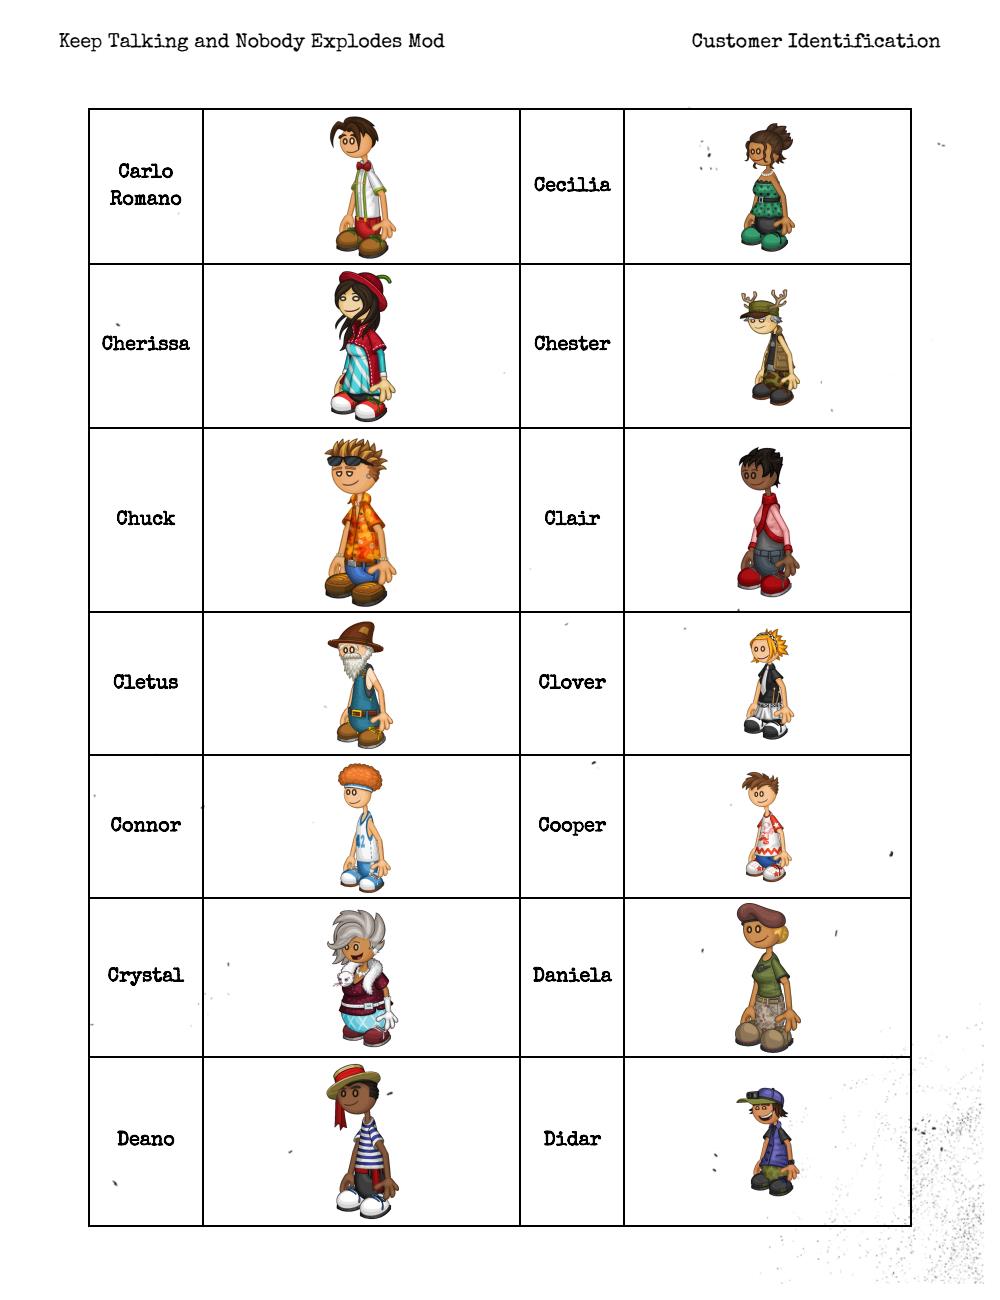 Keep Talking and Nobody Explodes Mod
Customer Identification
Carlo
Romano
Cecilia
Cherissa
Chester
Chuck
Clair
Cletus
Clover
Connor
Cooper
Crystal
Daniela
Deano
Didar